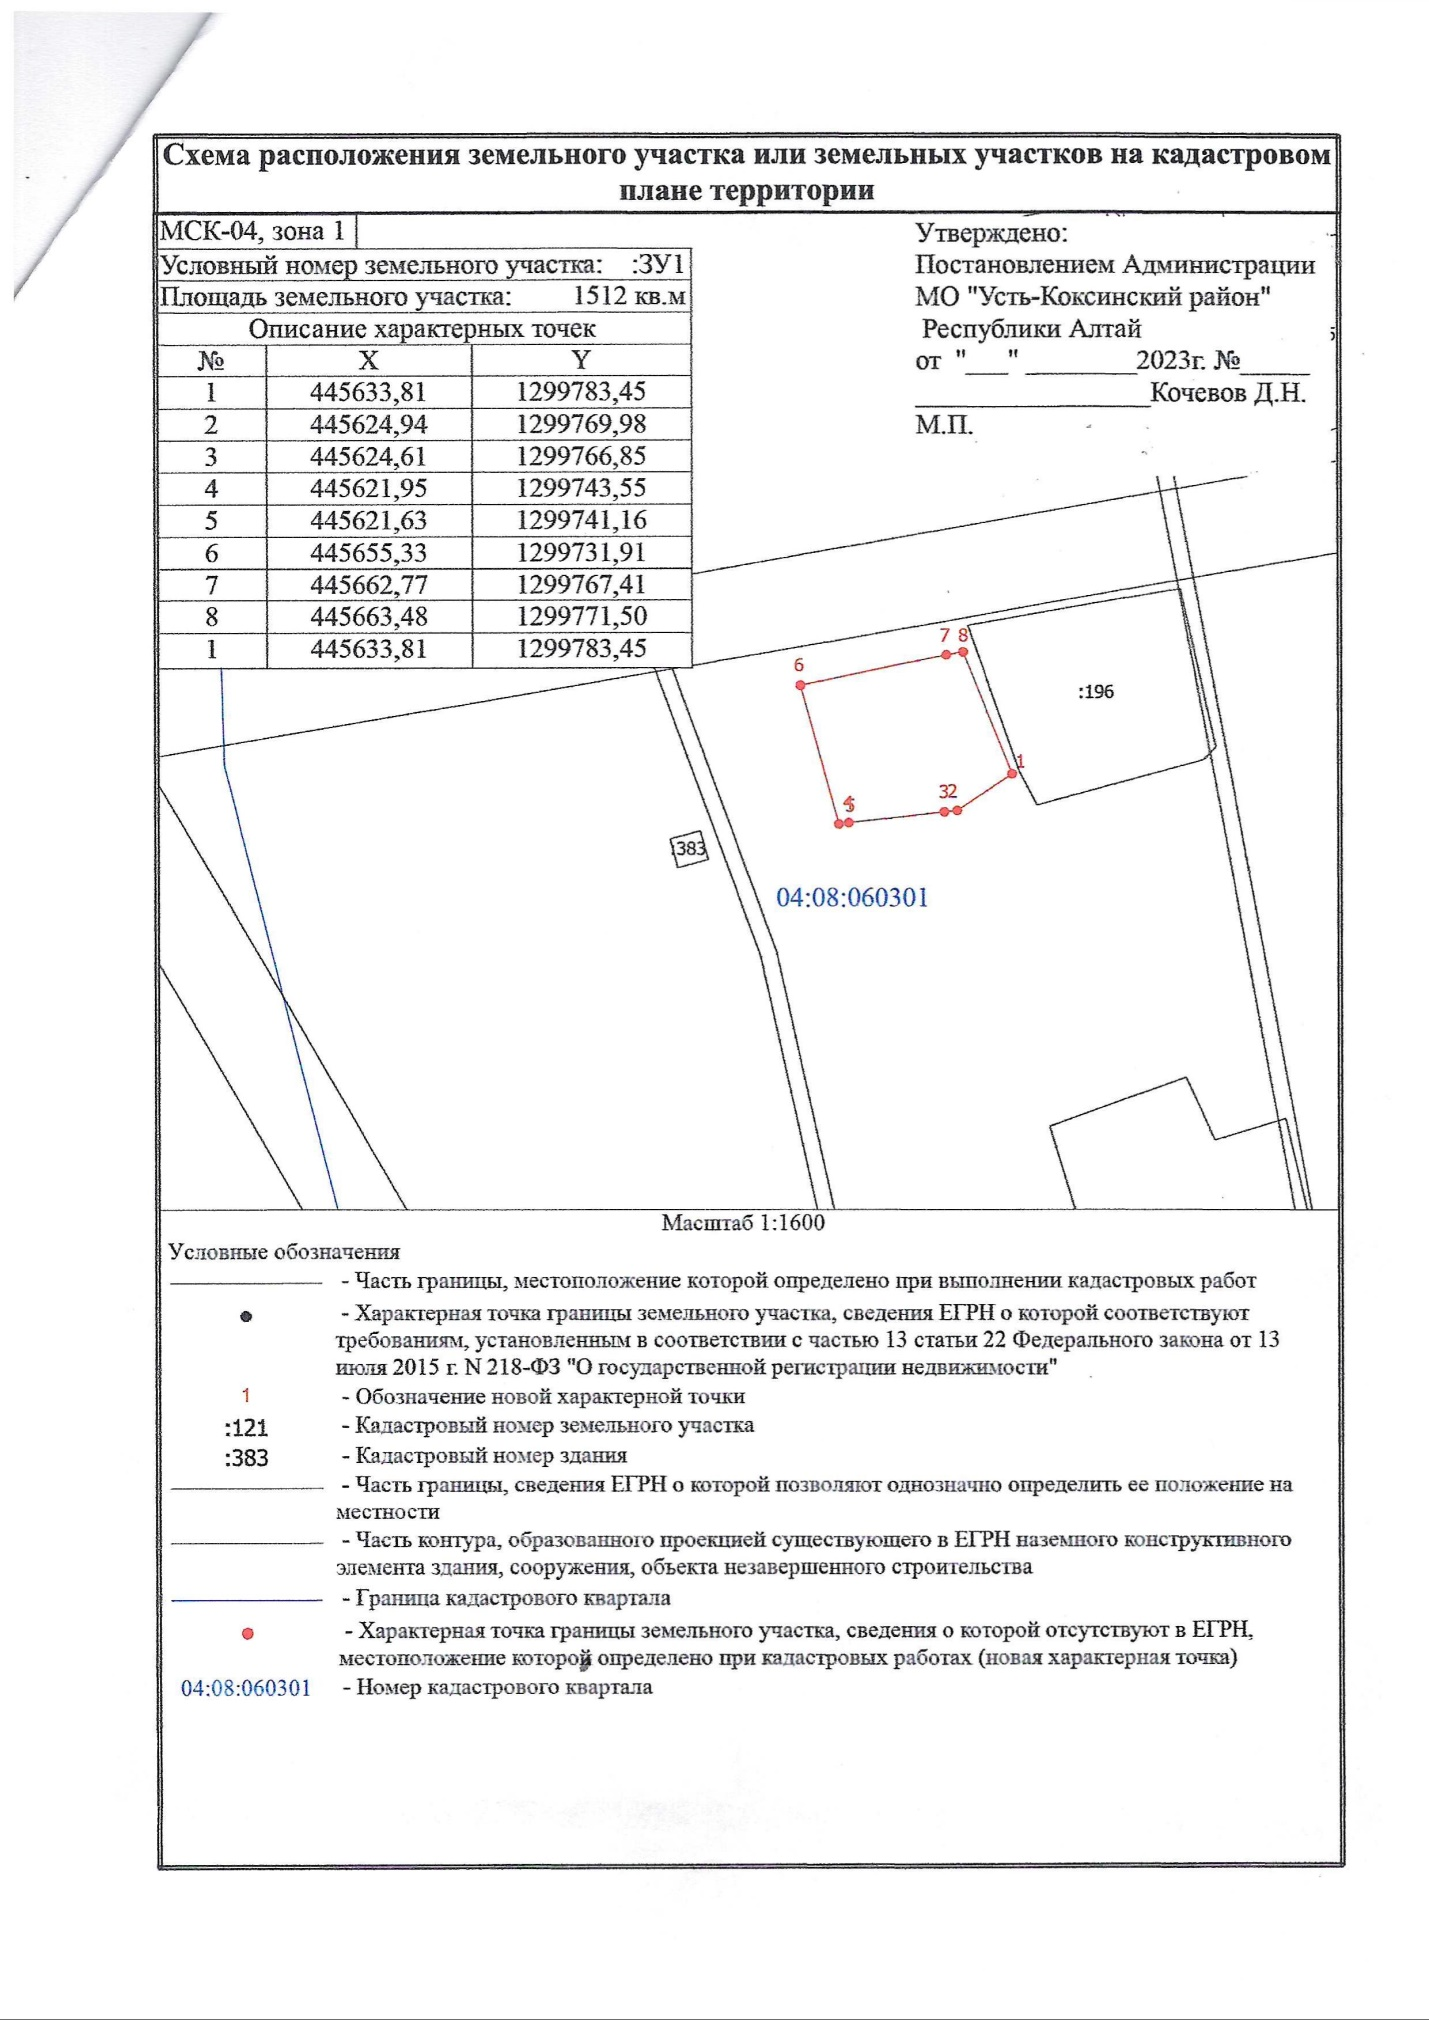 Схема расположения земельного участка или земельных участков на кадастровом
плане территории
МСК-04, зона 1
Условный номер земельного участка: :ЗУ1
Площадь земельного участка: 1512 кв.м
Описание характерных точек
№ X Y
1 445633,81 1299783,45
2 445624,94 1299769,98
3 445624,61 1299766,85
4 445621,95 1299743,55
5 445621,63 1299741,16
6 445655,33 1299731,91
7 445662,77 1299767,41
8 445663,48 1299771,50
1 445633,81 1299783,45
Утверждено:
Постановлением Администрации
МО "Усть-Коксинский район"
Республики Алтай
от "___" ________2023г. №_____
_________________Кочевов Д.Н.
М.П.
7 8
6
:196
1
32
4
5
:383
04:08:060301
Масштаб 1:1600
Условные обозначения
- Часть границы, местоположение которой определено при выполнении кадастровых работ
- Характерная точка границы земельного участка, сведения ЕГРН о которой соответствуют
требованиям, установленным в соответствии с частью 13 статьи 22 Федерального закона от 13
июля 2015 г. N 218-ФЗ "О государственной регистрации недвижимости"
1 - Обозначение новой характерной точки
:121 - Кадастровый номер земельного участка
:383 - Кадастровый номер здания
- Часть границы, сведения ЕГРН о которой позволяют однозначно определить ее положение на
местности
- Часть контура, образованного проекцией существующего в ЕГРН наземного конструктивного
элемента здания, сооружения, объекта незавершенного строительства
- Граница кадастрового квартала
- Характерная точка границы земельного участка, сведения о которой отсутствуют в ЕГРН,
местоположение которой определено при кадастровых работах (новая характерная точка)
04:08:060301 - Номер кадастрового квартала